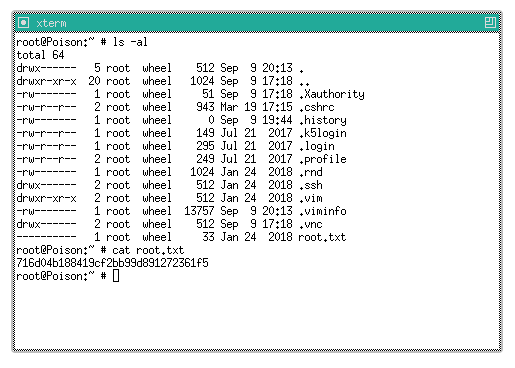 xterm
root@Poison:~ # ls -al
total 64
drwx------   5 root  wheel    512 Sep  9 20:13 .
drwxr-xr-x  20 root  wheel   1024 Sep  9 17:18 ..
-rw-------   1 root  wheel     51 Sep  9 17:18 .Xauthority
-rw-r--r--   2 root  wheel    943 Mar 19 17:15 .cshrc
-rw-------   1 root  wheel      0 Sep  9 19:44 .history
-rw-r--r--   1 root  wheel    149 Jul 21  2017 .k5login
-rw-r--r--   1 root  wheel    295 Jul 21  2017 .login
-rw-r--r--   2 root  wheel    249 Jul 21  2017 .profile
-rw-------   1 root  wheel   1024 Jan 24  2018 .rnd
drwx------   2 root  wheel    512 Jan 24  2018 .ssh
drwxr-xr-x   2 root  wheel    512 Jan 24  2018 .vim
-rw-------   1 root  wheel  13757 Sep  9 20:13 .viminfo
drwx------   2 root  wheel    512 Sep  9 17:18 .vnc
----------   1 root  wheel     33 Jan 24  2018 root.txt
root@Poison:~ # cat root.txt
716d04b188419cf2bb99d891272361f5
root@Poison:~ #